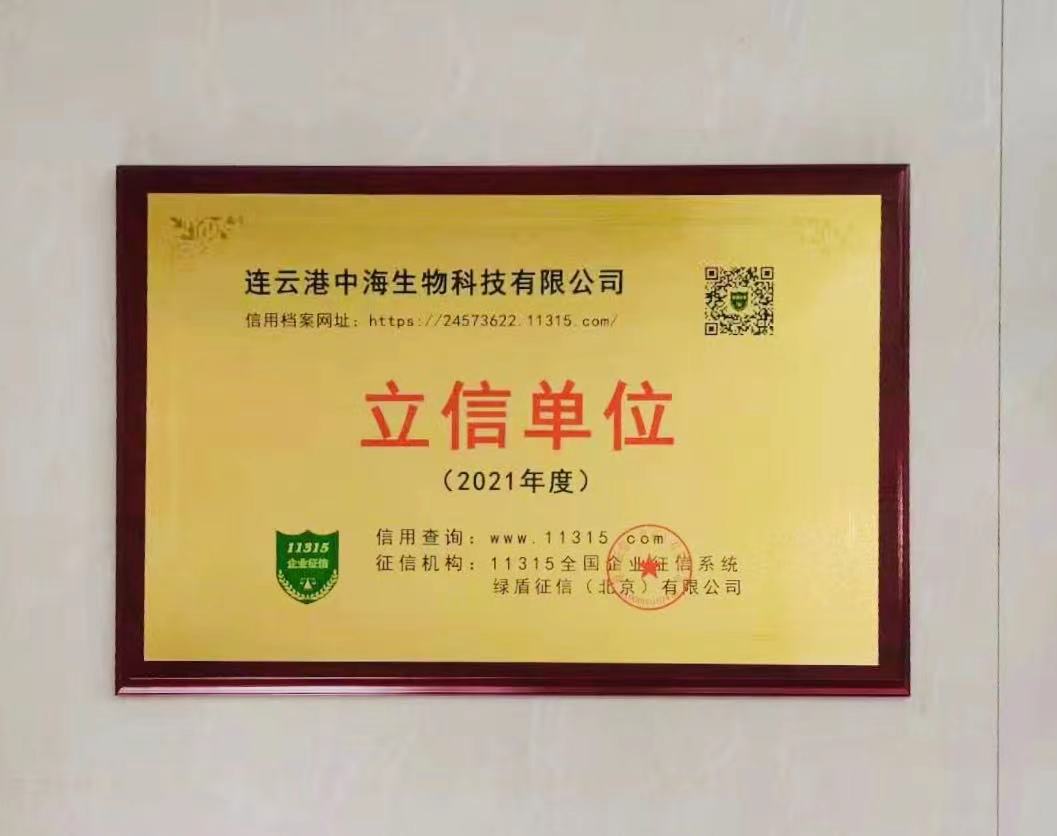 连云港中海生物科技有限公司
信用档案网址：https://24573622.11315.com/
立信单位
（2021年度）
11315
企业征信
信用查询：www.11315.com
征信机构：11315全国企业征信系统
绿盾征信（北京）有限公司